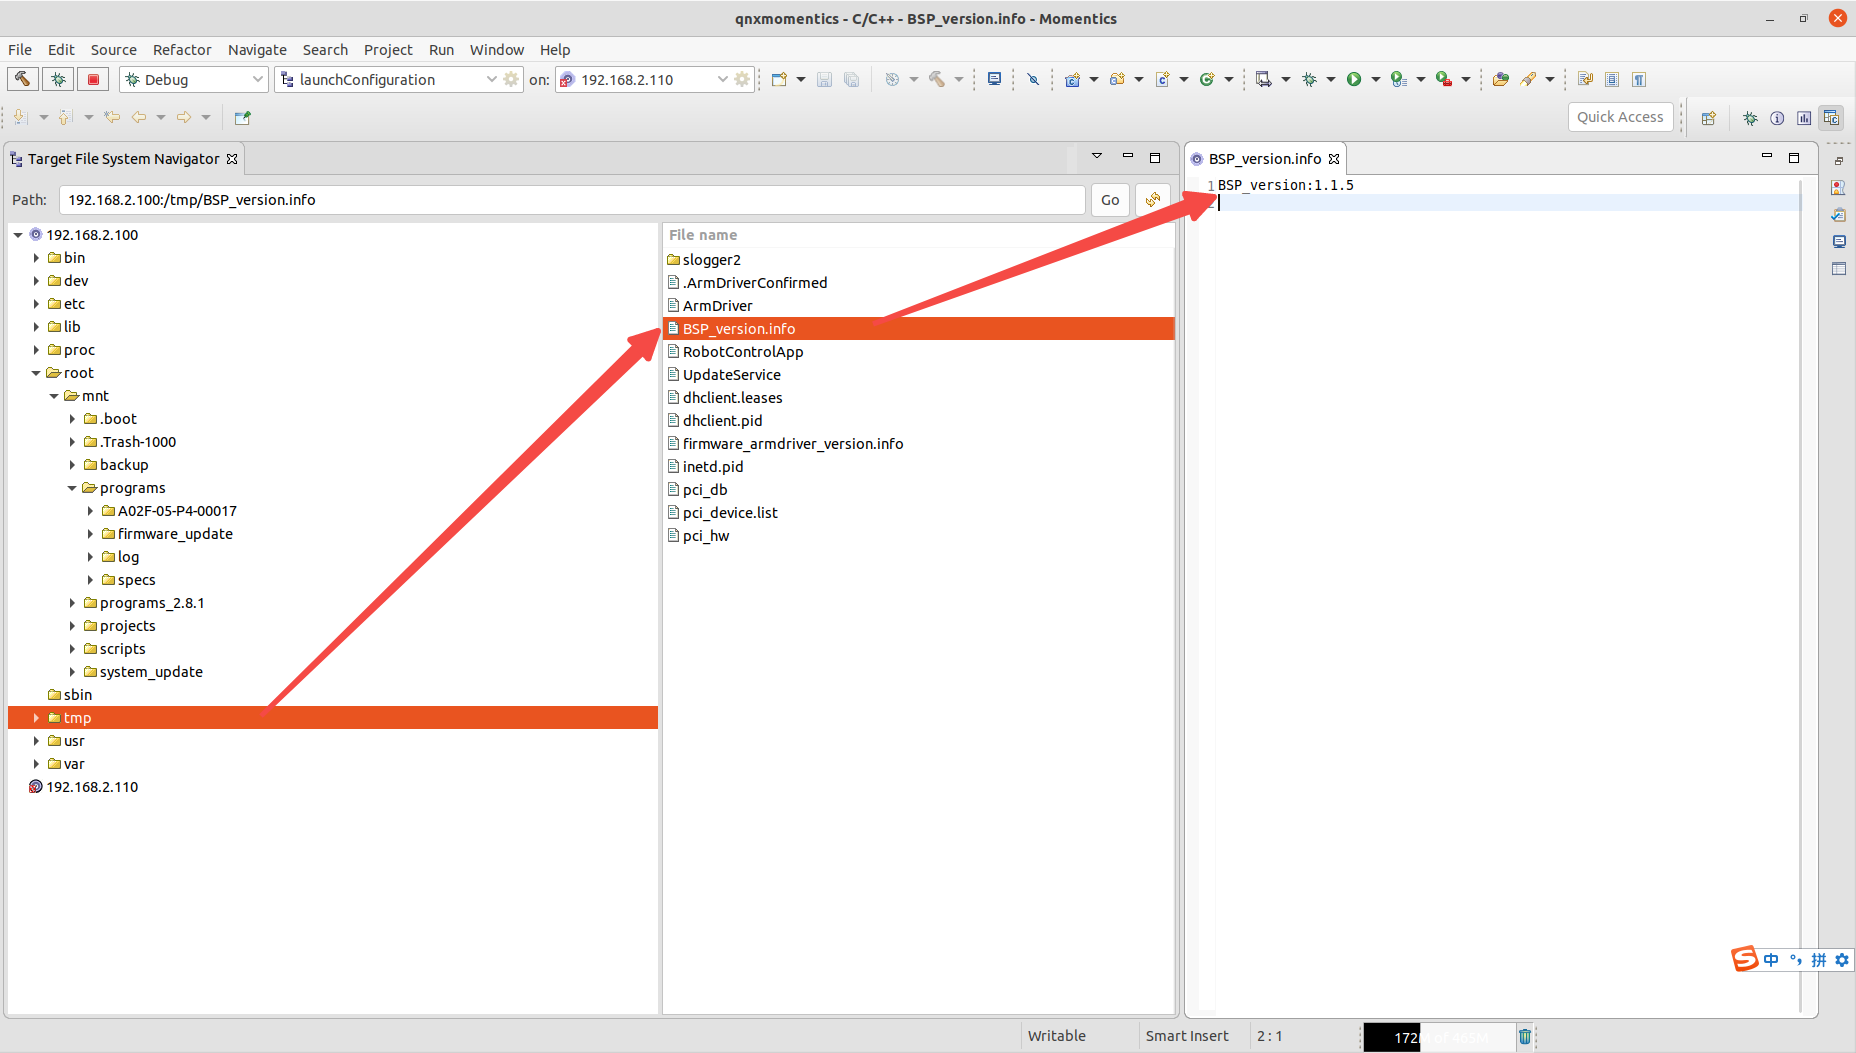 qnxmomentics - C/C++ - BSP_version.info - Momentics
File Edit Source Refactor Navigate Search Project Run Window Help
Debug launchConfiguration on: 192.168.2.110
Quick Access
Target File System Navigator
BSP_version.info
Path: 192.168.2.100:/tmp/BSP_version.info Go
192.168.2.100
bin
dev
etc
lib
proc
root
mnt
.boot
.Trash-1000
backup
programs
A02F-05-P4-00017
firmware_update
log
specs
programs_2.8.1
projects
scripts
system_update
sbin
tmp
usr
var
192.168.2.110
File name
slogger2
.ArmDriverConfirmed
ArmDriver
BSP_version.info
RobotControlApp
UpdateService
dhclient.leases
dhclient.pid
firmware_armdriver_version.info
inetd.pid
pci_db
pci_device.list
pci_hw
1 BSP_version:1.1.5
中 °, 拼
Writable Smart Insert 2 : 1 172M of 465M